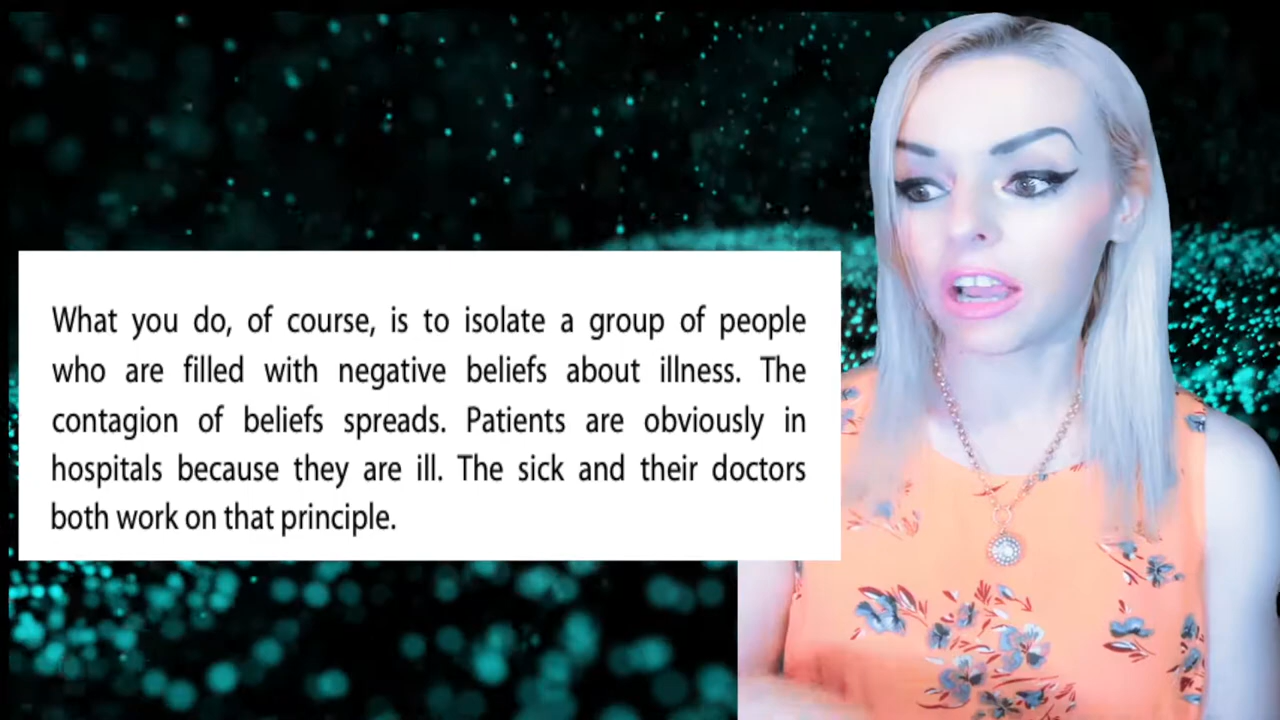 What you do, of course, is to isolate a group of people
who are filled with negative beliefs about illness. The
contagion of beliefs spreads. Patients are obviously in
hospitals because they are ill. The sick and their doctors
both work on that principle.